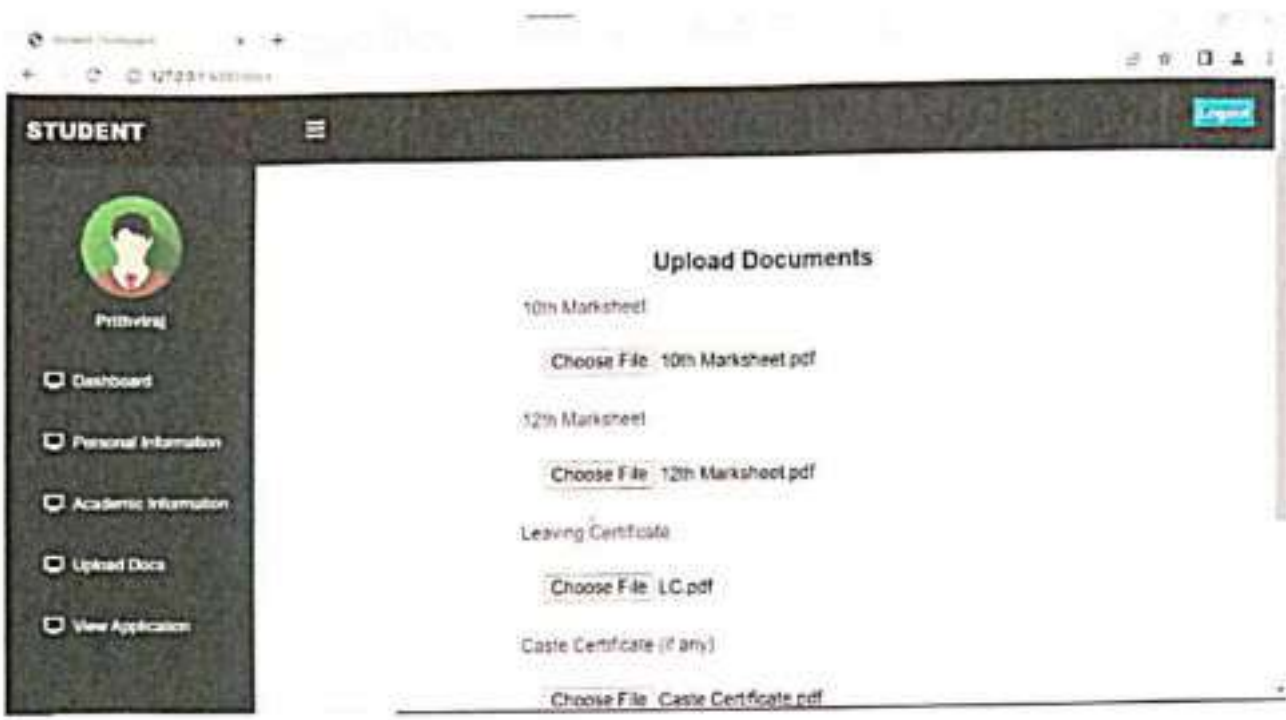 STUDENT
Logout
Prithviraj
Dashboard
Personal Information
Academic Information
Upload Docs
View Application
Upload Documents
10th Marksheet
Choose File 10th Marksheet.pdf
12th Marksheet
Choose File 12th Marksheet.pdf
Leaving Certificate
Choose File LC.pdf
Caste Certificate (if any)
Choose File Caste Certificate.pdf